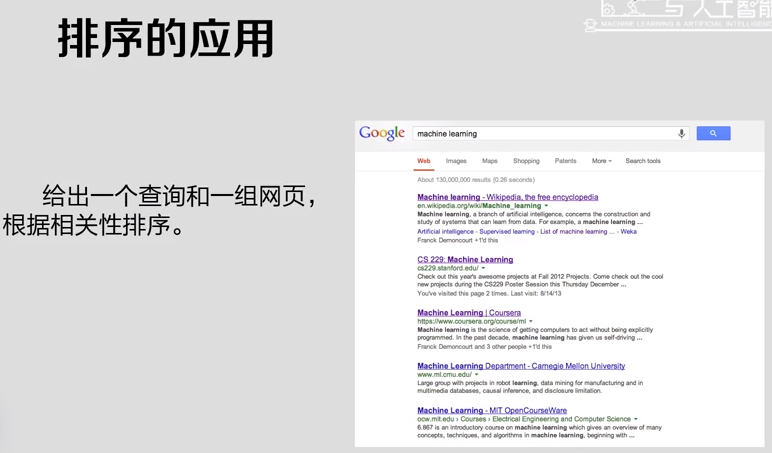 排序的应用
与人工智能
MACHINE LEARNING & ARTIFICIAL INTELLIGENCE
给出一个查询和一组网页，
根据相关性排序。
Google machine learning
Web Images Maps Shopping Patents More Search tools
About 130,000,000 results (0.26 seconds)
Machine learning - Wikipedia, the free encyclopedia
en.wikipedia.org/wiki/Machine_learning
Machine learning, a branch of artificial intelligence, concerns the construction and
study of systems that can learn from data. For example, a machine learning ...
Artificial intelligence - Supervised learning - List of machine learning ... - Weka
Franck Demoncourt +1'd this
CS 229: Machine Learning
cs229.stanford.edu/
Check out this year's awesome projects at Fall 2012 Projects. Come check out the cool
new projects during the CS229 Poster Session this Thursday December ...
You've visited this page 2 times. Last visit: 8/14/13
Machine Learning | Coursera
https://www.coursera.org/course/ml
Machine learning is the science of getting computers to act without being explicitly
programmed. In the past decade, machine learning has given us self-driving ...
Franck Demoncourt and 3 other people +1'd this
Machine Learning Department - Carnegie Mellon University
www.ml.cmu.edu/
Large group with projects in robot learning, data mining for manufacturing and in
multimedia databases, causal inference, and disclosure limitation.
Machine Learning - MIT OpenCourseWare
ocw.mit.edu › Courses › Electrical Engineering and Computer Science
6.867 is an introductory course on machine learning which gives an overview of many
concepts, techniques, and algorithms in machine learning, beginning with ...